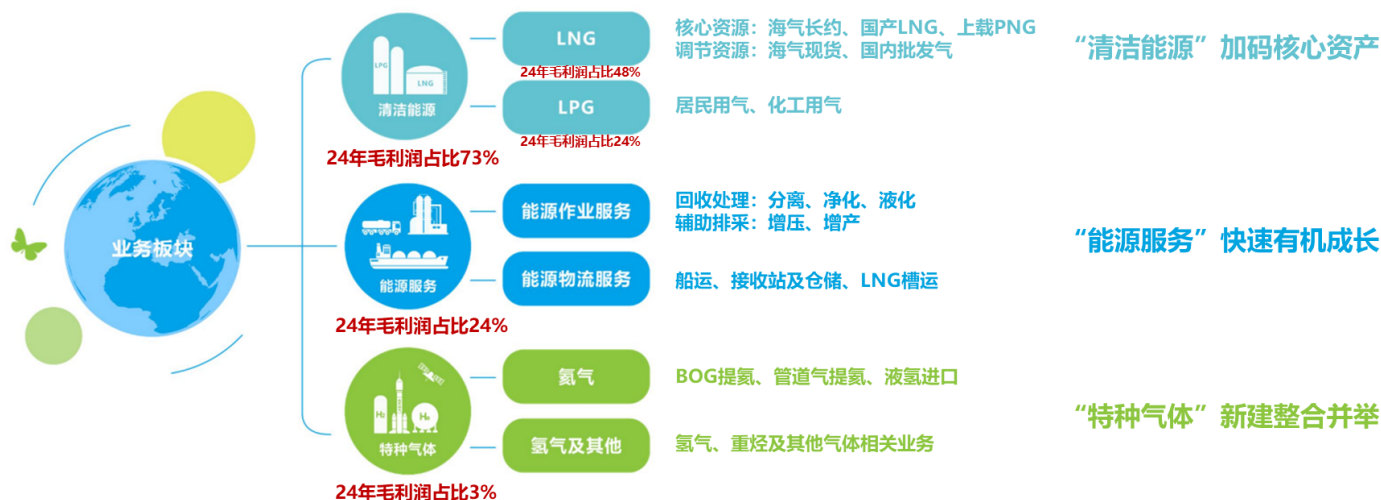 业务板块
LPG
LNG
清洁能源
24年毛利润占比73%
LNG
24年毛利润占比48%
核心资源：海气长约、国产LNG、上载PNG
调节资源：海气现货、国内批发气
LPG
24年毛利润占比24%
居民用气、化工用气
“清洁能源”加码核心资产
能源服务
24年毛利润占比24%
能源作业服务
回收处理：分离、净化、液化
辅助排采：增压、增产
能源物流服务
船运、接收站及仓储、LNG槽运
“能源服务”快速有机成长
H₂
He
特种气体
24年毛利润占比3%
氦气
BOG提氦、管道气提氦、液氦进口
氢气及其他
氢气、重烃及其他气体相关业务
“特种气体”新建整合并举